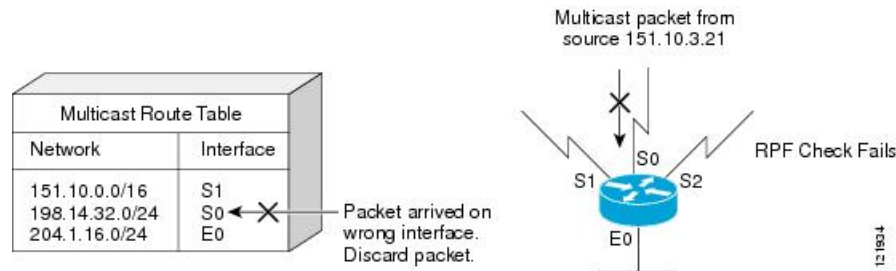 Multicast packet from
source 151.10.3.21
Multicast Route Table
Network Interface
151.10.0.0/16 S1
198.14.32.0/24 S0
204.1.16.0/24 E0
Packet arrived on
wrong interface.
Discard packet.
S0
S1
S2
E0
RPF Check Fails
121934